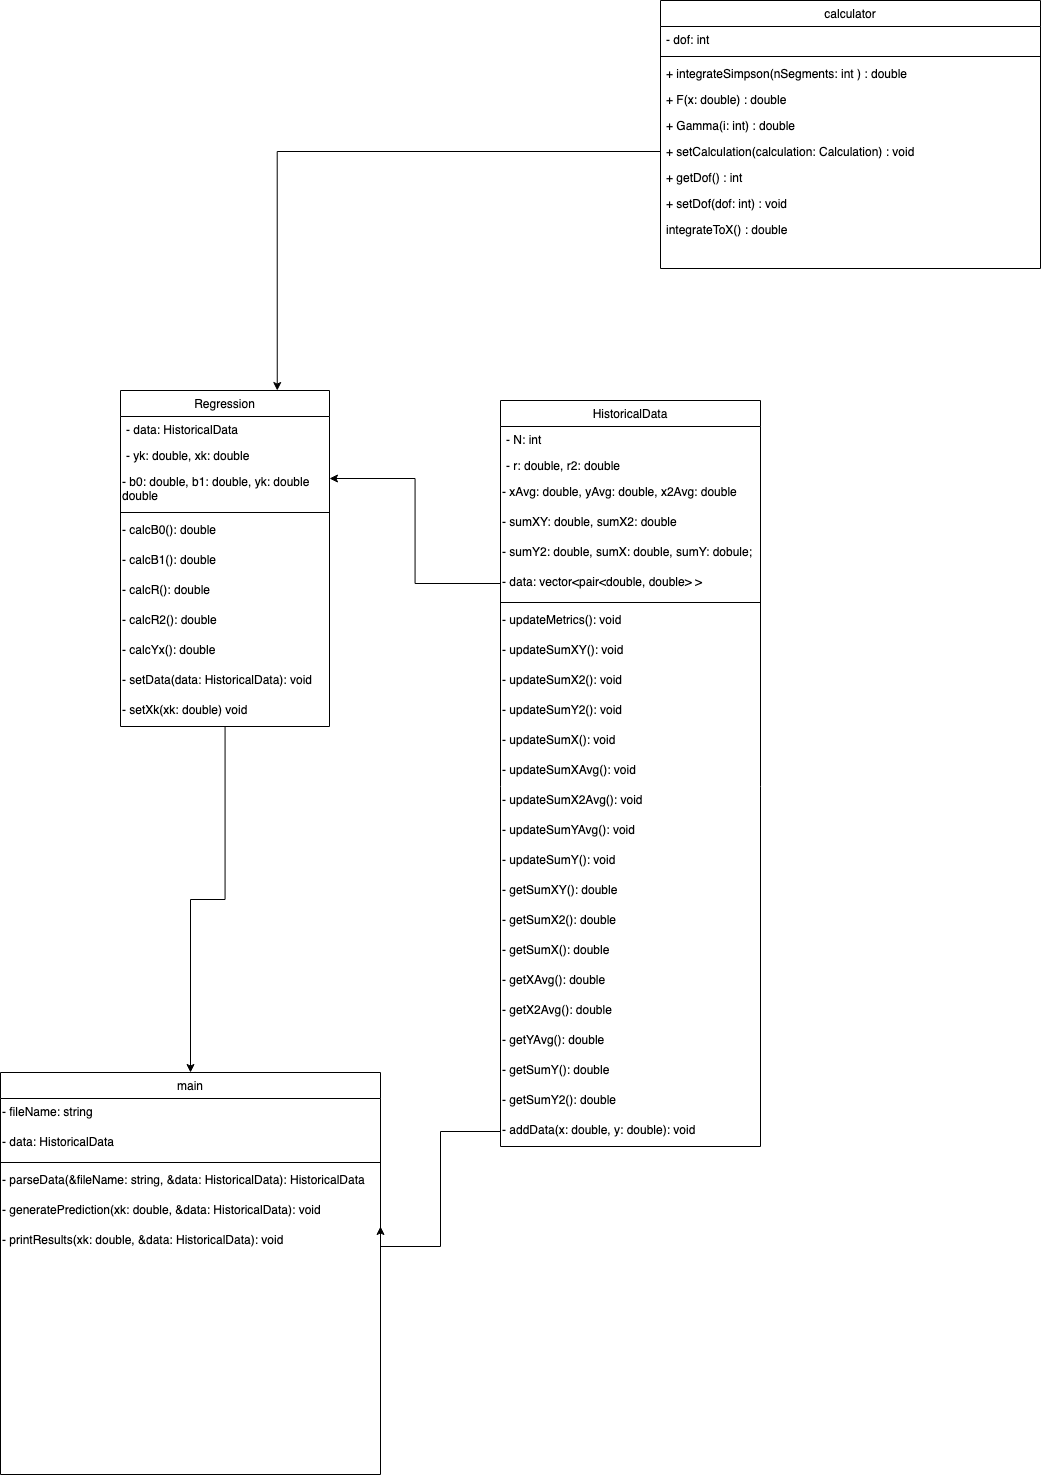 calculator
- dof: int
+ integrateSimpson(nSegments: int ) : double
+ F(x: double) : double
+ Gamma(i: int) : double
+ setCalculation(calculation: Calculation) : void
+ getDof() : int
+ setDof(dof: int) : void
integrateToX() : double
Regression
- data: HistoricalData
- yk: double, xk: double
- b0: double, b1: double, yk: double
double
- calcB0(): double
- calcB1(): double
- calcR(): double
- calcR2(): double
- calcYx(): double
- setData(data: HistoricalData): void
- setXk(xk: double) void
HistoricalData
- N: int
- r: double, r2: double
- xAvg: double, yAvg: double, x2Avg: double
- sumXY: double, sumX2: double
- sumY2: double, sumX: double, sumY: dobule;
- data: vector<pair<double, double> >
- updateMetrics(): void
- updateSumXY(): void
- updateSumX2(): void
- updateSumY2(): void
- updateSumX(): void
- updateSumXAvg(): void
- updateSumX2Avg(): void
- updateSumYAvg(): void
- updateSumY(): void
- getSumXY(): double
- getSumX2(): double
- getSumX(): double
- getXAvg(): double
- getX2Avg(): double
- getYAvg(): double
- getSumY(): double
- getSumY2(): double
- addData(x: double, y: double): void
main
- fileName: string
- data: HistoricalData
- parseData(&fileName: string, &data: HistoricalData): HistoricalData
- generatePrediction(xk: double, &data: HistoricalData): void
- printResults(xk: double, &data: HistoricalData): void